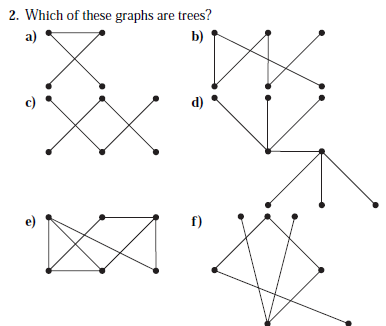 2. Which of these graphs are trees?
a) b)
c) d)
e) f)